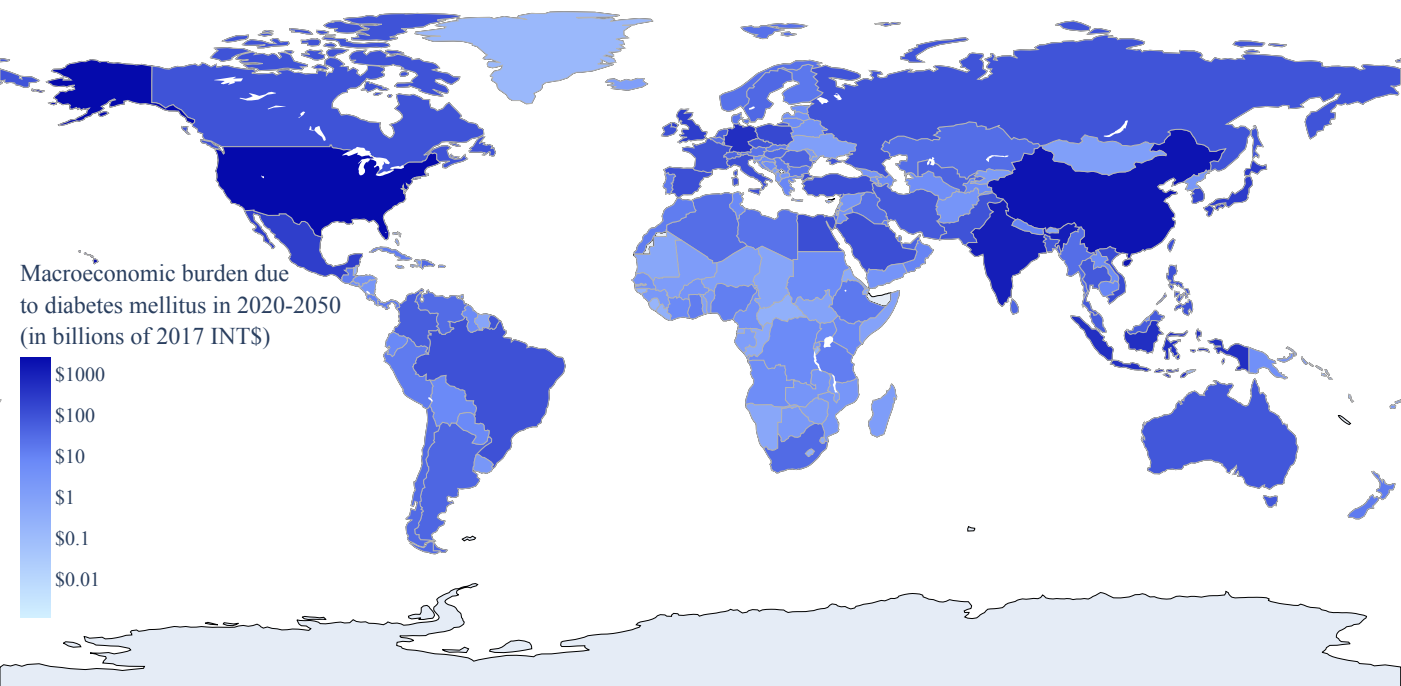 Macroeconomic burden due
to diabetes mellitus in 2020-2050
(in billions of 2017 INT$)
$1000
$100
$10
$1
$0.1
$0.01